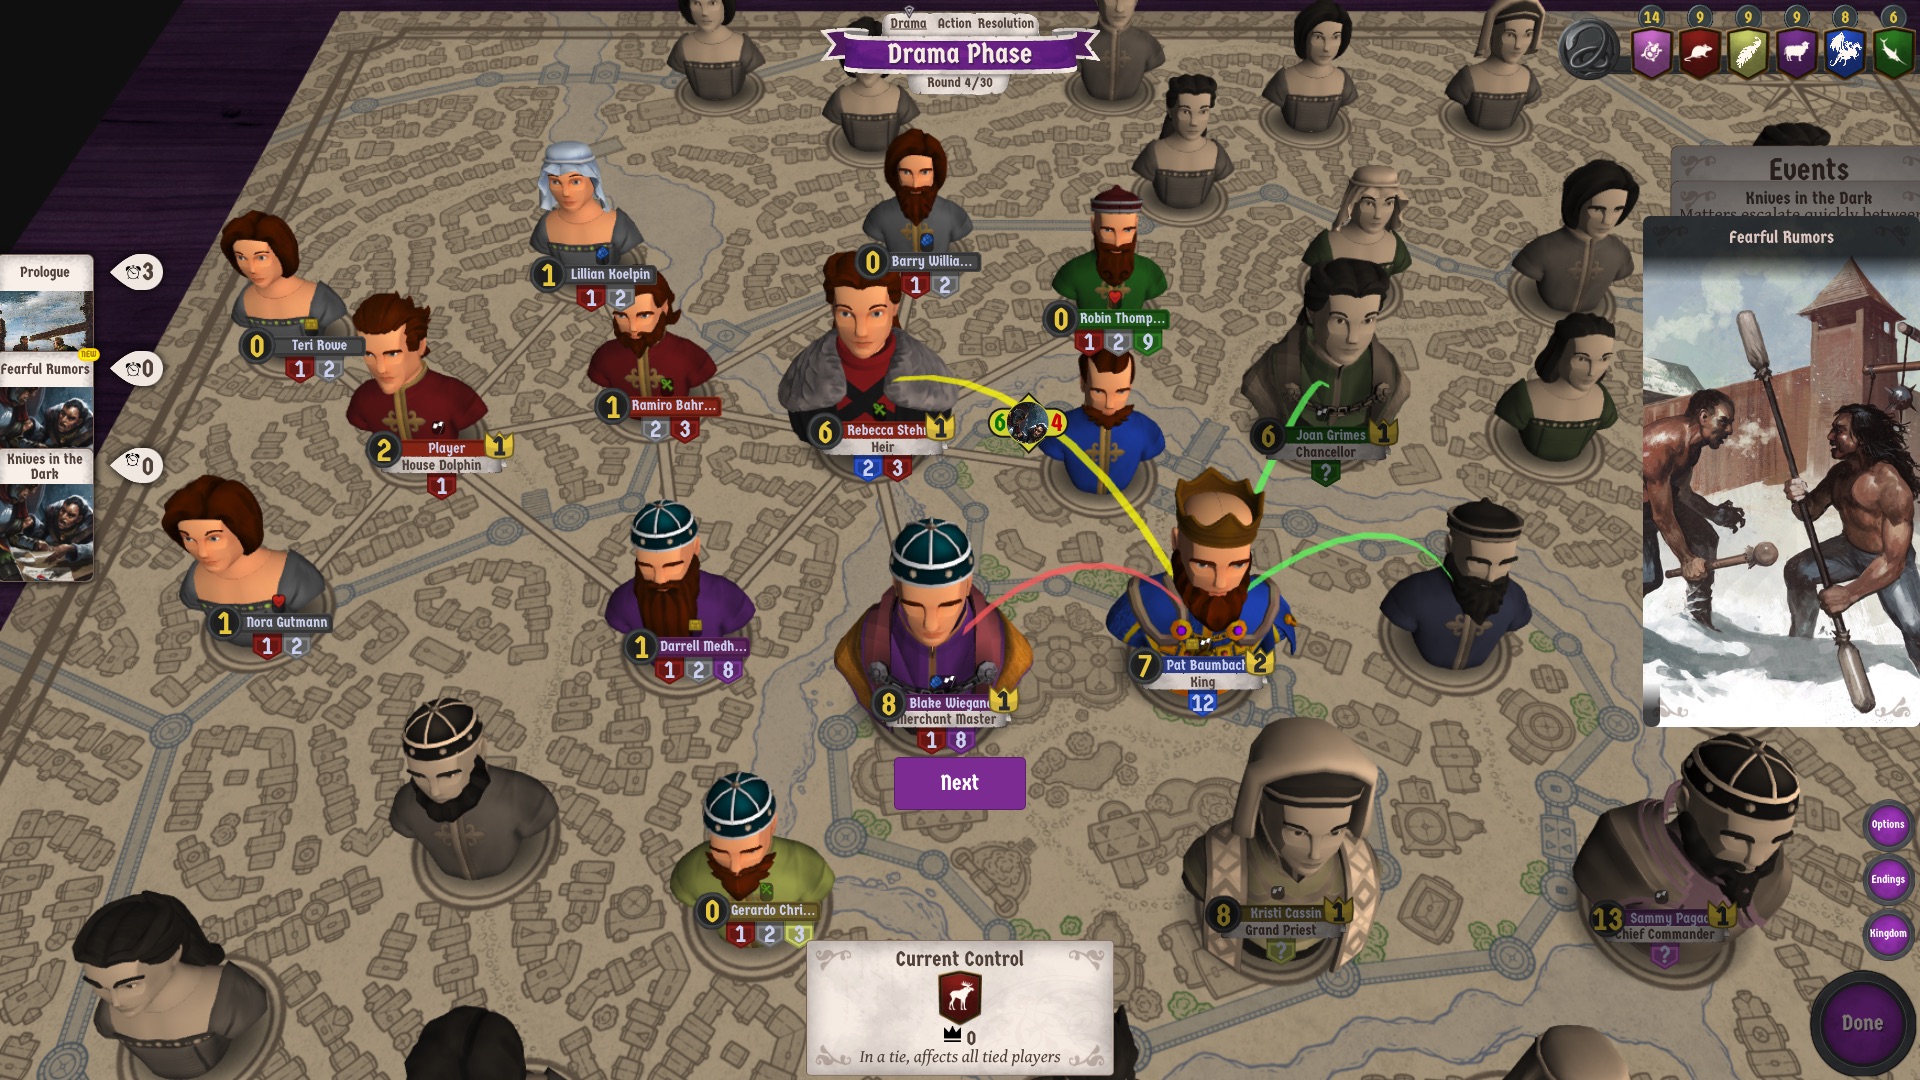 Drama Action Resolution
Drama Phase
Round 4/30
14 9 9 9 8 6
Events
Knives in the Dark
Matters escalate quickly between
Fearful Rumors
Prologue
3
NEW
Fearful Rumors
0
Knives in the
Dark
0
0 Teri Rowe
1 2
1 Lillian Koelpin
1 2
0 Barry Willia...
1 2
0 Robin Thomp...
1 2 9
2 Player 1
House Dolphin
1
1 Ramiro Bahr...
2 3
6 Rebecca Stehr 1
Heir
2 3
6 4
6 Joan Grimes 1
Chancellor
?
1 Nora Gutmann
1 2
1 Darrell Medh...
1 2 8
8 Blake Wiegand 1
Merchant Master
1 8
7 Pat Baumbach 2
King
12
Next
0 Gerardo Chri...
1 2 3
8 Kristi Cassin 1
Grand Priest
?
13 Sammy Pagac 1
Chief Commander
?
Options
Endings
Kingdom
Done
Current Control
0
In a tie, affects all tied players